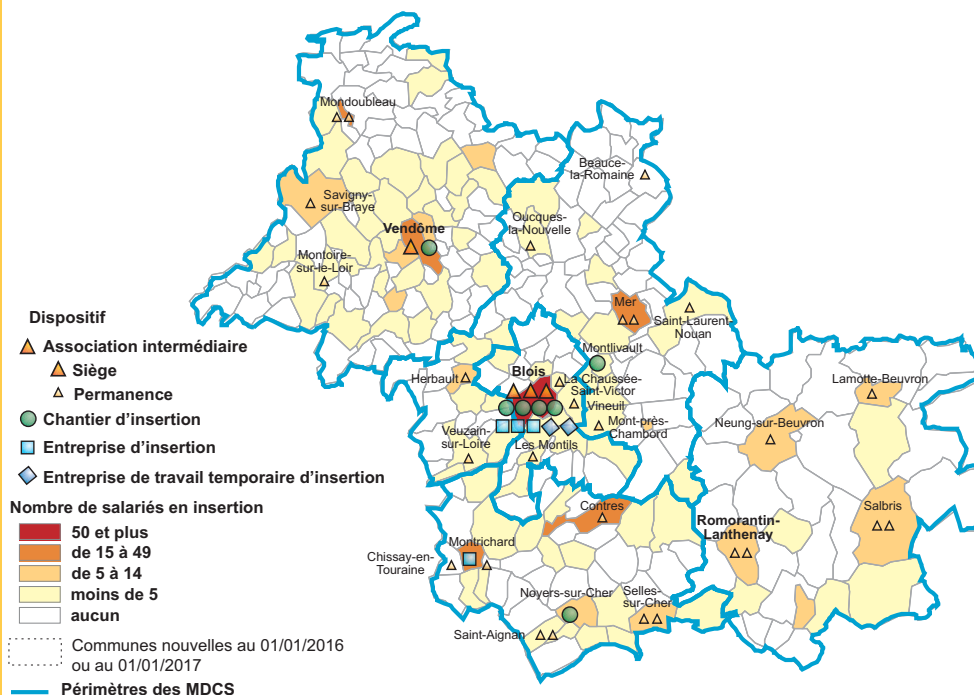 Mondoubleau
Beauce-
la-Romaine
Savigny-
sur-Braye
Oucques-
la-Nouvelle
Vendôme
Montoire-
sur-le-Loir
Mer
Saint-Laurent-
Nouan
Montlivault
Blois
Herbault
La Chaussée-
Saint-Victor
Vineuil
Lamotte-Beuvron
Neung-sur-Beuvron
Mont-près-
Chambord
Veuzain-
sur-Loire
Les Montils
Salbris
Contres
Romorantin-
Lanthenay
Montrichard
Chissay-en-
Touraine
Noyers-sur-Cher
Selles-
sur-Cher
Saint-Aignan
Dispositif
Association intermédiaire
Siège
Permanence
Chantier d'insertion
Entreprise d'insertion
Entreprise de travail temporaire d'insertion
Nombre de salariés en insertion
50 et plus
de 15 à 49
de 5 à 14
moins de 5
aucun
Communes nouvelles au 01/01/2016
ou au 01/01/2017
Périmètres des MDCS